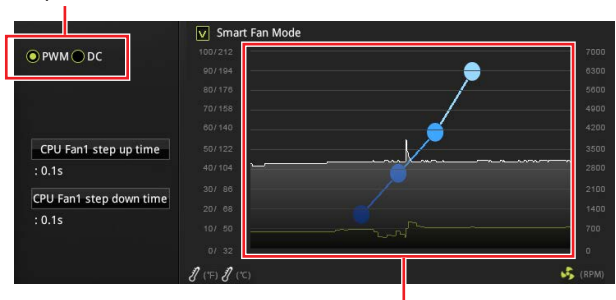 V Smart Fan Mode
PWM DC
100/212 7000
90/194 6300
80/176 5600
70/158 4900
60/140 4200
50/122 3500
40/104 2800
30/ 86 2100
20/ 68 1400
10/ 50 700
0/ 32 0
CPU Fan1 step up time
: 0.1s
CPU Fan1 step down time
: 0.1s
(°F) (°C) (RPM)